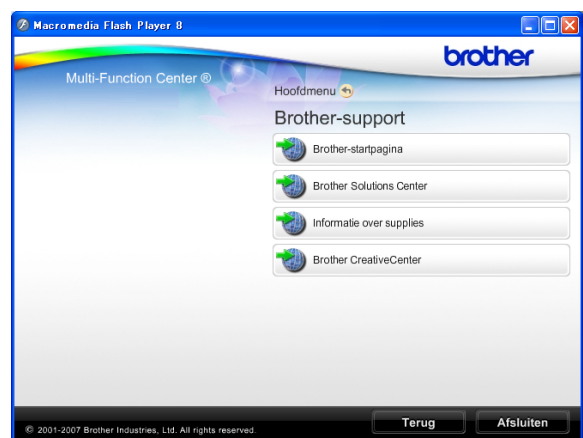 Macromedia Flash Player 8
brother
Multi-Function Center ®
Hoofdmenu
Brother-support
Brother-startpagina
Brother Solutions Center
Informatie over supplies
Brother CreativeCenter
© 2001-2007 Brother Industries, Ltd. All rights reserved.
Terug
Afsluiten